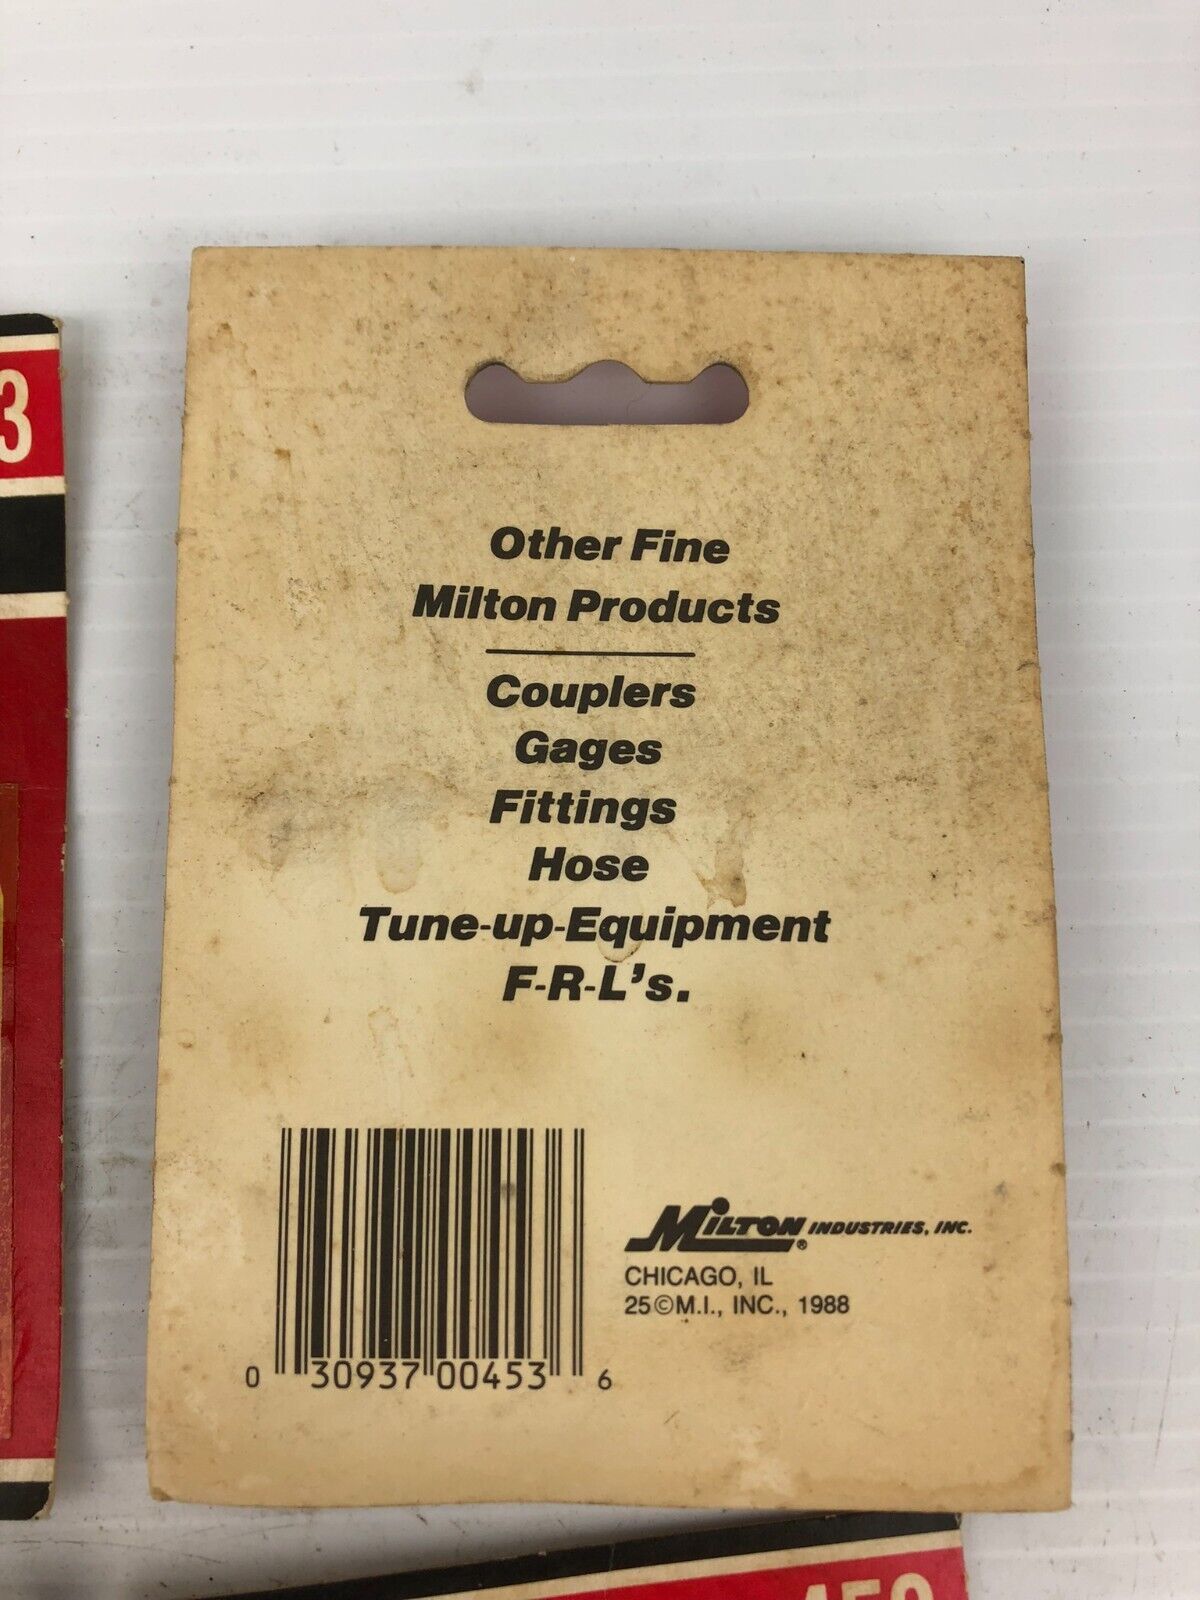 3
Other Fine
Milton Products
Couplers
Gages
Fittings
Hose
Tune-up-Equipment
F-R-L's.
0 30937 00453 6
MILTON® INDUSTRIES, INC.
CHICAGO, IL
25©M.I., INC., 1988